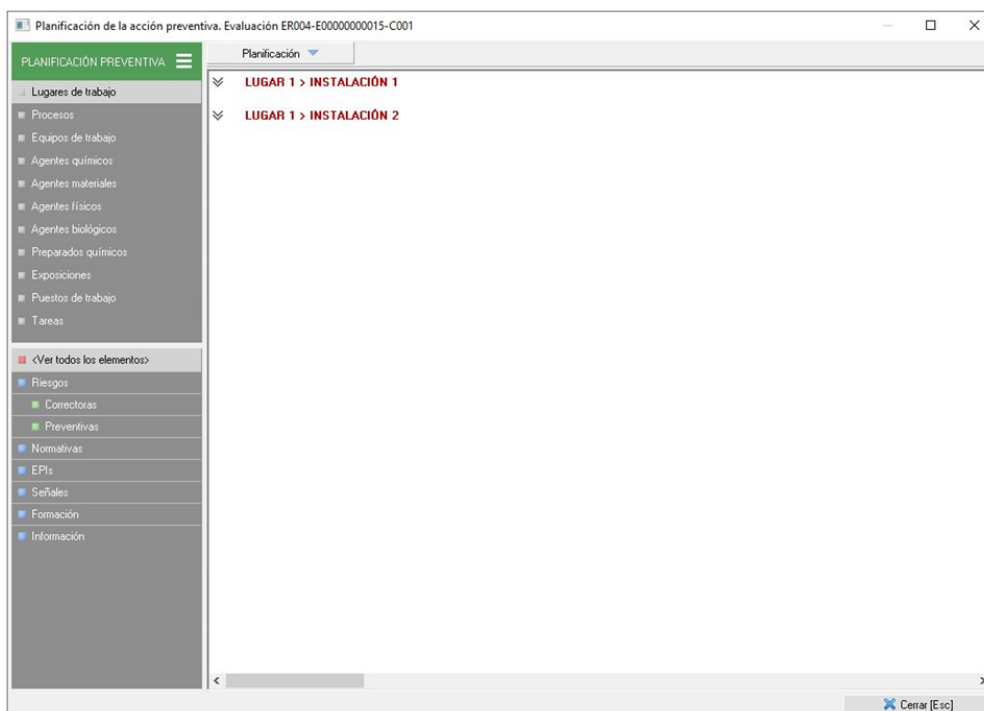 Planificación de la acción preventiva. Evaluación ER004-E00000000015-C001
PLANIFICACIÓN PREVENTIVA
Planificación
Lugares de trabajo
Procesos
Equipos de trabajo
Agentes químicos
Agentes materiales
Agentes físicos
Agentes biológicos
Preparados químicos
Exposiciones
Puestos de trabajo
Tareas
<Ver todos los elementos>
Riesgos
Correctoras
Preventivas
Normativas
EPIs
Señales
Formación
Información
LUGAR 1 > INSTALACIÓN 1
LUGAR 1 > INSTALACIÓN 2
Cerrar [Esc]